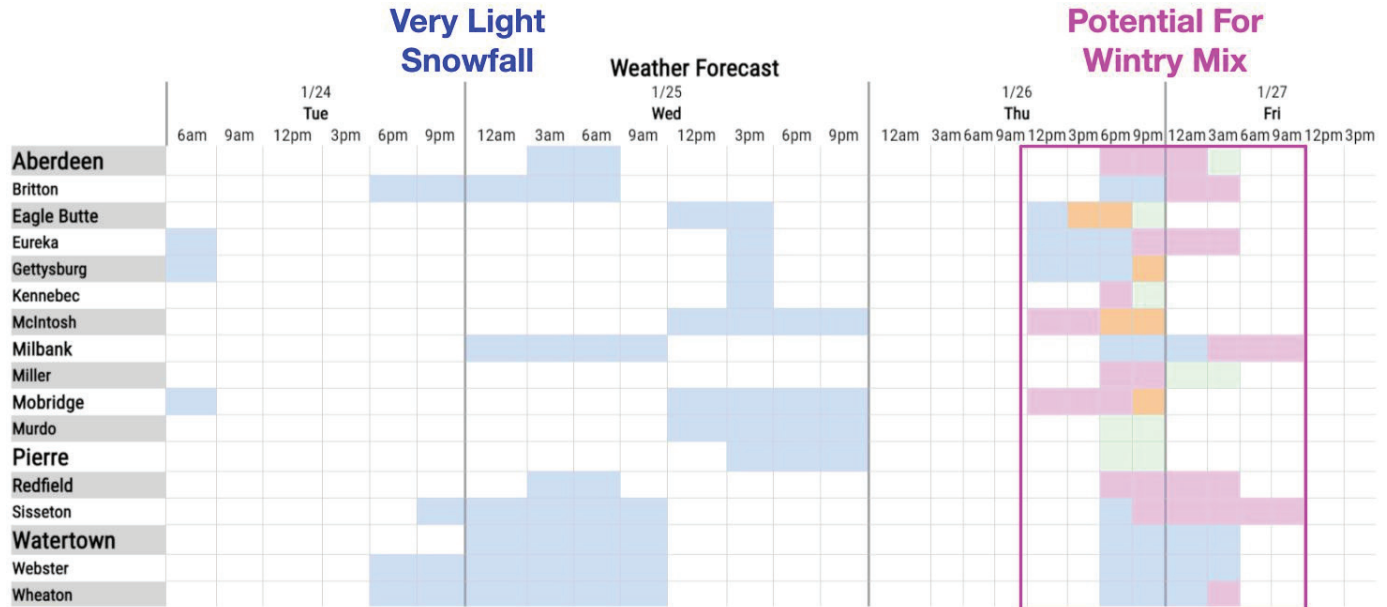 Very Light
Snowfall
Potential For
Wintry Mix
Weather Forecast
1/24 1/25 1/26 1/27
Tue Wed Thu Fri
6am 9am 12pm 3pm 6pm 9pm 12am 3am 6am 9am 12pm 3pm 6pm 9pm 12am 3am 6am 9am 12pm 3pm 6pm 9pm 12am 3am 6am 9am 12pm 3pm
Aberdeen
Britton
Eagle Butte
Eureka
Gettysburg
Kennebec
McIntosh
Milbank
Miller
Mobridge
Murdo
Pierre
Redfield
Sisseton
Watertown
Webster
Wheaton